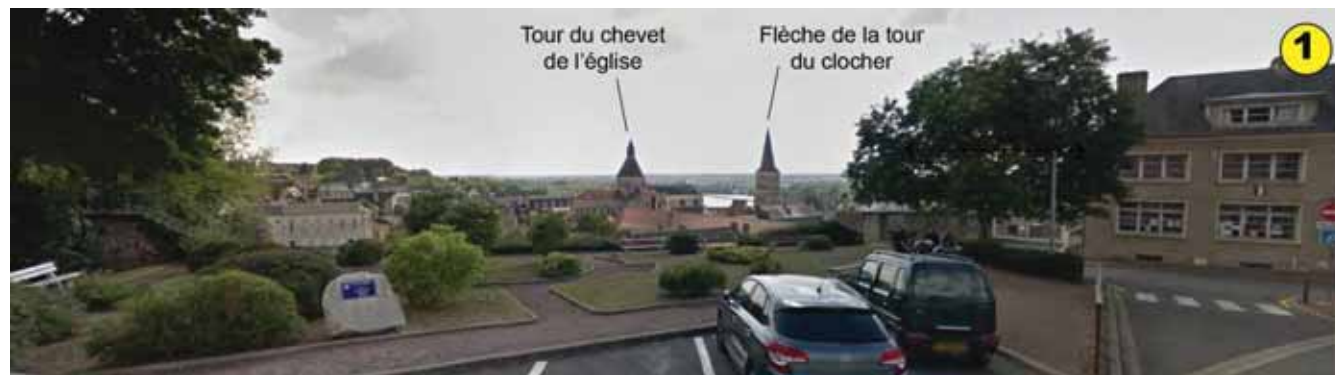 Tour du chevet
de l'église
Flèche de la tour
du clocher
1